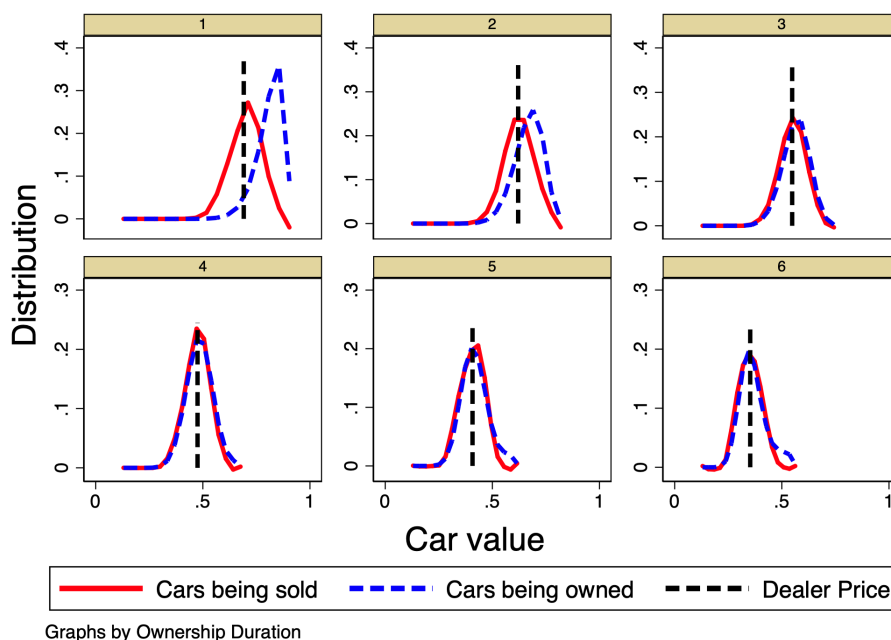 1 2 3
.4 .4 .4
.3 .3 .3
.2 .2 .2
.1 .1 .1
0 0 0
4 5 6
.3 .3 .3
.2 .2 .2
.1 .1 .1
0 0 0
0 .5 1 0 .5 1 0 .5 1
Distribution
Car value
Cars being sold Cars being owned Dealer Price
Graphs by Ownership Duration